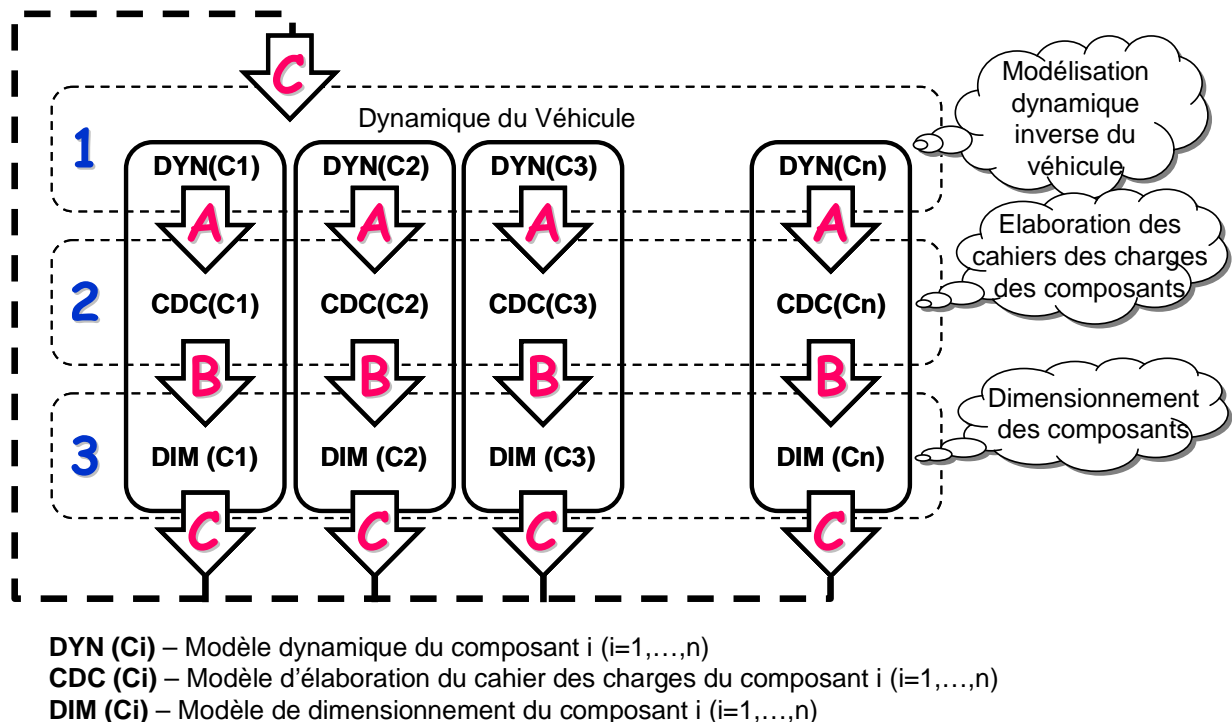 C
Modélisation
dynamique
inverse du
véhicule
Dynamique du Véhicule
1
DYN(C1) DYN(C2) DYN(C3) DYN(Cn)
A A A A
Elaboration des
cahiers des charges
des composants
2
CDC(C1) CDC(C2) CDC(C3) CDC(Cn)
B B B B
Dimensionnement
des composants
3
DIM (C1) DIM (C2) DIM (C3) DIM (Cn)
C C C C
DYN (Ci) – Modèle dynamique du composant i (i=1,…,n)
CDC (Ci) – Modèle d'élaboration du cahier des charges du composant i (i=1,…,n)
DIM (Ci) – Modèle de dimensionnement du composant i (i=1,…,n)